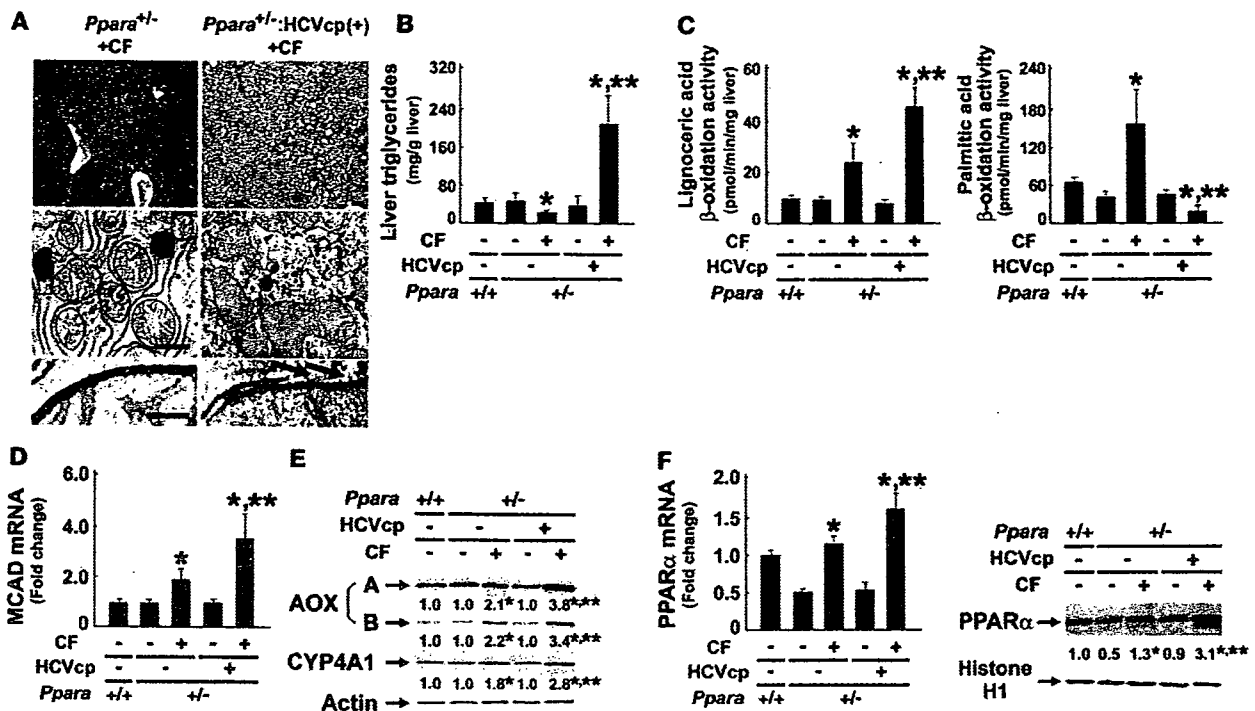 A
Ppara+/-
+CF
Ppara+/-:HCVcp(+)
+CF
B
Liver triglycerides
(mg/g liver)
320
240
160
80
0
*
*,**
CF - - + - +
HCVcp - - +
Ppara +/+ +/-
C
Lignoceric acid
β-oxidation activity
(pmol/min/mg liver)
60
40
20
0
*
*,**
CF - - + - +
HCVcp - - +
Ppara +/+ +/-
Palmitic acid
β-oxidation activity
(pmol/min/mg liver)
240
180
120
60
0
*
*,**
CF - - + - +
HCVcp - - +
Ppara +/+ +/-
D
MCAD mRNA
(Fold change)
6.0
4.0
2.0
0
*
*,**
CF - - + - +
HCVcp - - +
Ppara +/+ +/-
E
Ppara +/+ +/-
HCVcp - - +
CF - - + - +
AOX
A
1.0 1.0 2.1* 1.0 3.8*,**
B
1.0 1.0 2.2* 1.0 3.4*,**
CYP4A1
1.0 1.0 1.8* 1.0 2.8*,**
Actin
F
PPARα mRNA
(Fold change)
2.0
1.5
1.0
0.5
0
*
*,**
CF - - + - +
HCVcp - - +
Ppara +/+ +/-
Ppara +/+ +/-
HCVcp - - +
CF - - + - +
PPARα
1.0 0.5 1.3* 0.9 3.1*,**
Histone
H1